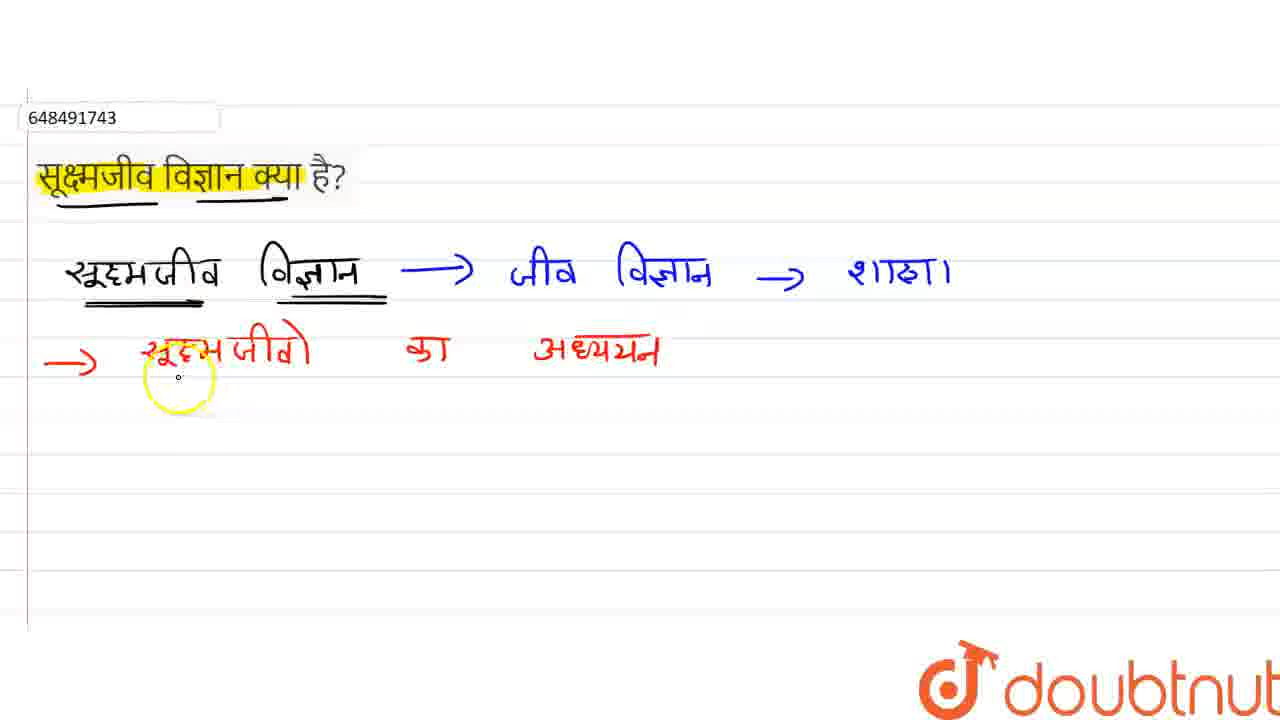 648491743
सूक्ष्मजीव विज्ञान क्या है?
सूक्ष्मजीव विज्ञान → जीव विज्ञान → शाखा।
→ सूक्ष्मजीवो का अध्ययन
doubtnut